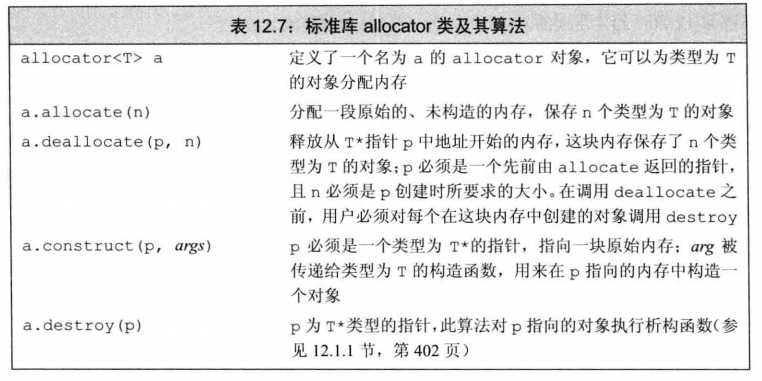 表 12.7：标准库 allocator 类及其算法
allocator<T> a 定义了一个名为 a 的 allocator 对象，它可以为类型为 T
的对象分配内存
a.allocate(n) 分配一段原始的、未构造的内存，保存 n 个类型为 T 的对象
a.deallocate(p, n) 释放从 T*指针 p 中地址开始的内存，这块内存保存了 n 个类
型为 T 的对象；p 必须是一个先前由 allocate 返回的指针，
且 n 必须是 p 创建时所要求的大小。在调用 deallocate 之
前，用户必须对每个在这块内存中创建的对象调用 destroy
a.construct(p, args) p 必须是一个类型为 T*的指针，指向一块原始内存；arg 被
传递给类型为 T 的构造函数，用来在 p 指向的内存中构造一
个对象
a.destroy(p) p 为 T*类型的指针，此算法对 p 指向的对象执行析构函数（参
见 12.1.1 节，第 402 页）